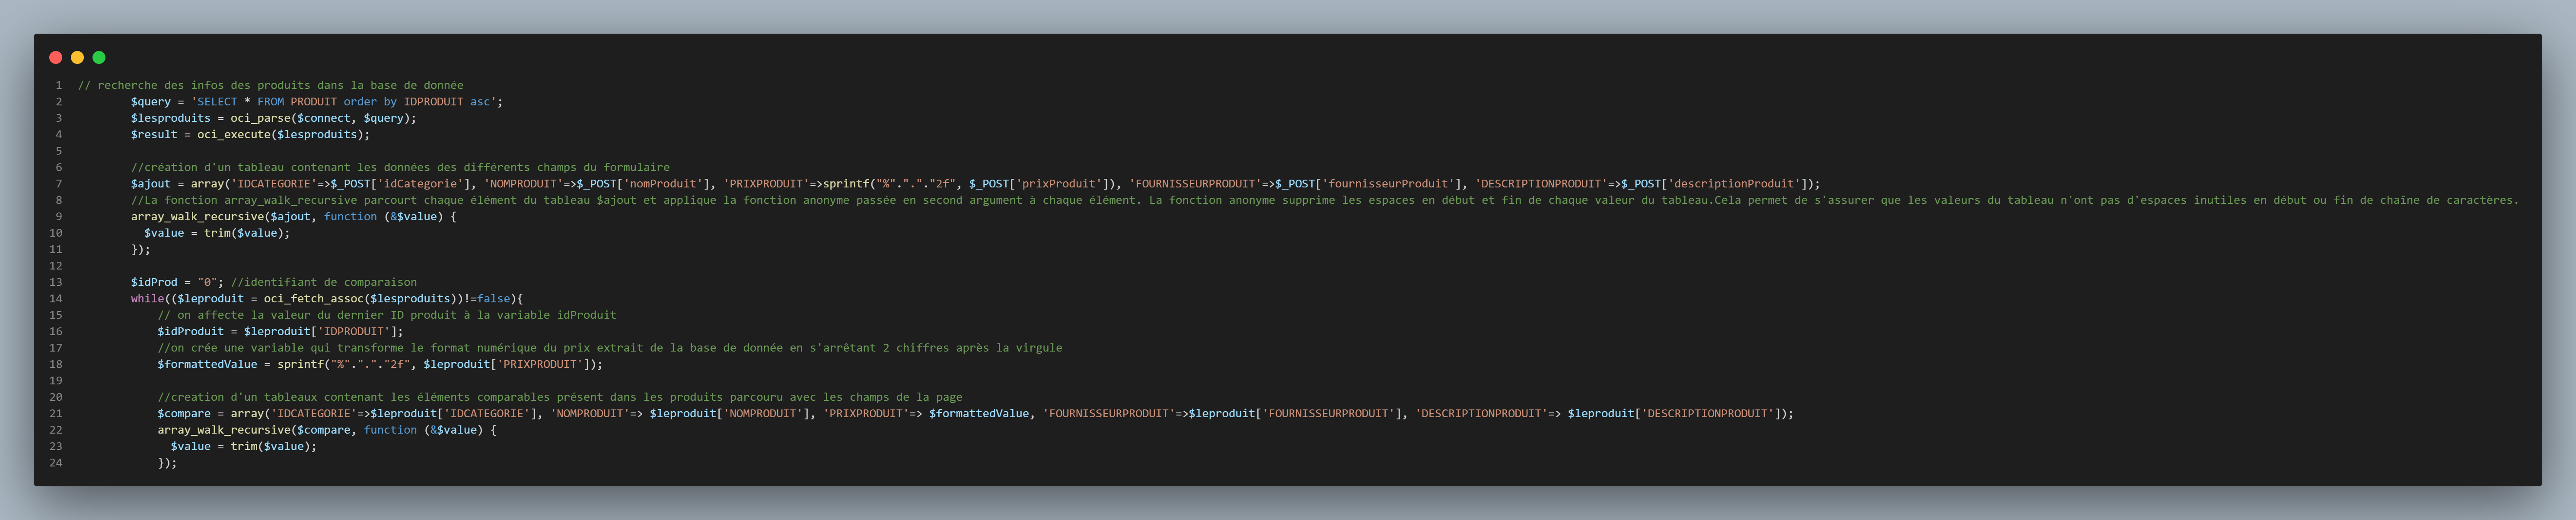 1 // recherche des infos des produits dans la base de donnée
2 $query = 'SELECT * FROM PRODUIT order by IDPRODUIT asc';
3 $lesproduits = oci_parse($connect, $query);
4 $result = oci_execute($lesproduits);
5
6 //création d'un tableau contenant les données des différents champs du formulaire
7 $ajout = array('IDCATEGORIE'=>$_POST['idCategorie'], 'NOMPRODUIT'=>$_POST['nomProduit'], 'PRIXPRODUIT'=>sprintf("%"."."."2f", $_POST['prixProduit']), 'FOURNISSEURPRODUIT'=>$_POST['fournisseurProduit'], 'DESCRIPTIONPRODUIT'=>$_POST['descriptionProduit']);
8 //La fonction array_walk_recursive parcourt chaque élément du tableau $ajout et applique la fonction anonyme passée en second argument à chaque élément. La fonction anonyme supprime les espaces en début et fin de chaque valeur du tableau.Cela permet de s'assurer que les valeurs du tableau n'ont pas d'espaces inutiles en début ou fin de chaîne de caractères.
9 array_walk_recursive($ajout, function (&$value) {
10 $value = trim($value);
11 });
12
13 $idProd = "0"; //identifiant de comparaison
14 while(($leproduit = oci_fetch_assoc($lesproduits))!=false){
15 // on affecte la valeur du dernier ID produit à la variable idProduit
16 $idProduit = $leproduit['IDPRODUIT'];
17 //on crée une variable qui transforme le format numérique du prix extrait de la base de donnée en s'arrêtant 2 chiffres après la virgule
18 $formattedValue = sprintf("%"."."."2f", $leproduit['PRIXPRODUIT']);
19
20 //creation d'un tableaux contenant les éléments comparables présent dans les produits parcouru avec les champs de la page
21 $compare = array('IDCATEGORIE'=>$leproduit['IDCATEGORIE'], 'NOMPRODUIT'=> $leproduit['NOMPRODUIT'], 'PRIXPRODUIT'=> $formattedValue, 'FOURNISSEURPRODUIT'=>$leproduit['FOURNISSEURPRODUIT'], 'DESCRIPTIONPRODUIT'=> $leproduit['DESCRIPTIONPRODUIT']);
22 array_walk_recursive($compare, function (&$value) {
23 $value = trim($value);
24 });